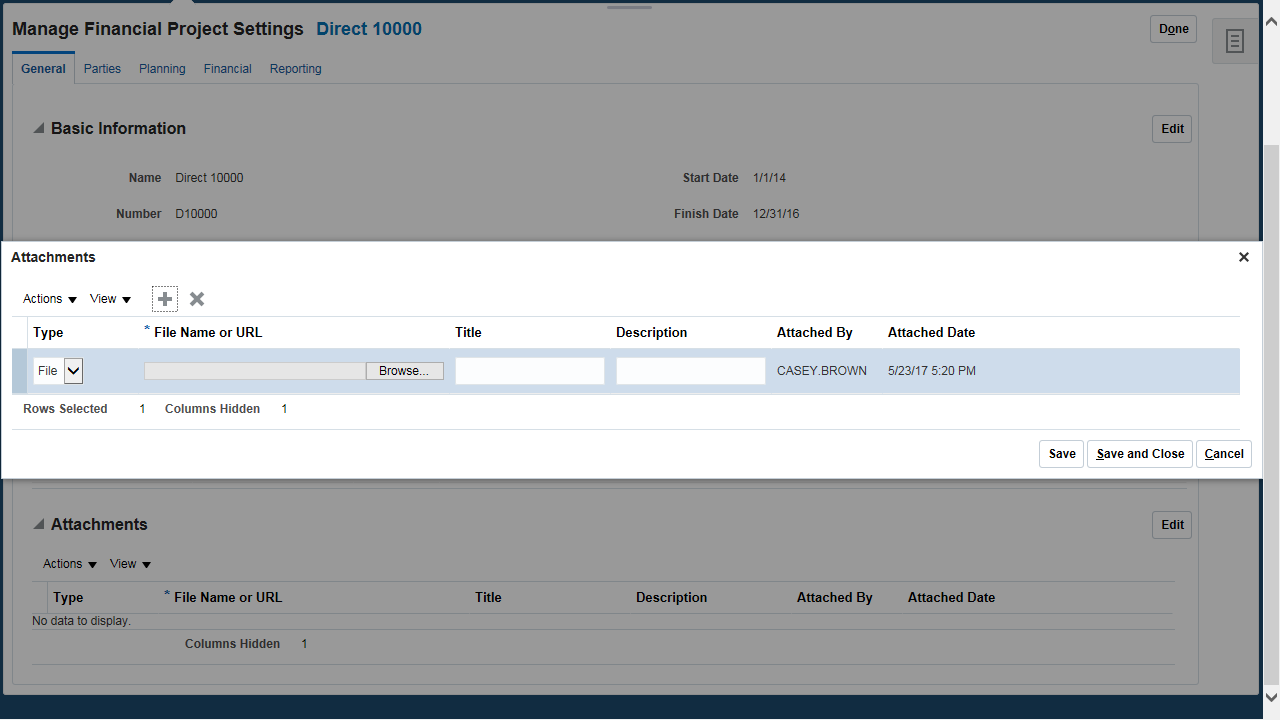 Manage Financial Project Settings Direct 10000 Done
General Parties Planning Financial Reporting
Basic Information Edit
Name Direct 10000 Start Date 1/1/14
Number D10000 Finish Date 12/31/16
Attachments
Actions View
Type * File Name or URL Title Description Attached By Attached Date
File Browse... CASEY.BROWN 5/23/17 5:20 PM
Rows Selected 1 Columns Hidden 1
Save Save and Close Cancel
Attachments Edit
Actions View
Type * File Name or URL Title Description Attached By Attached Date
No data to display.
Columns Hidden 1